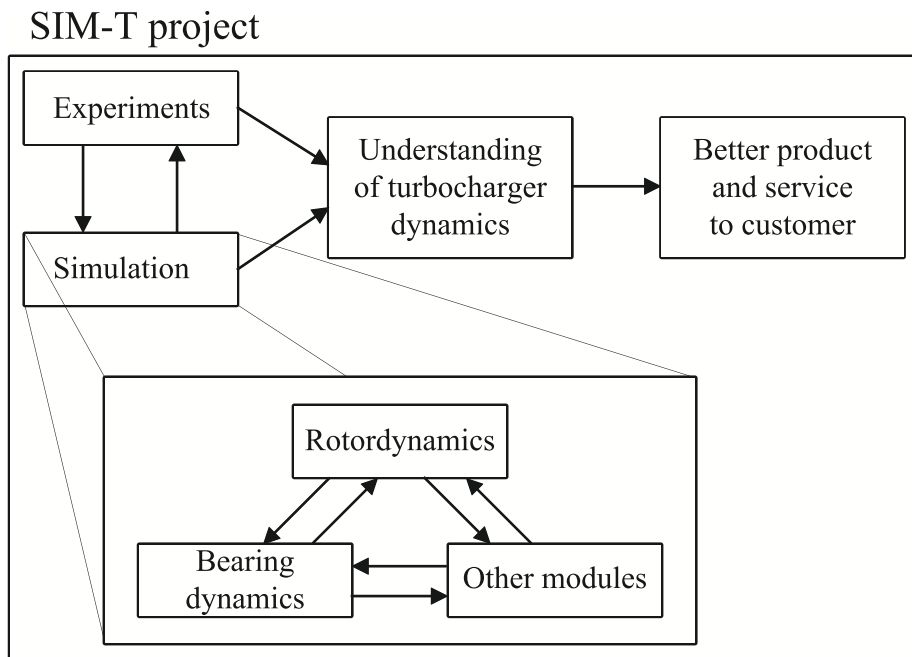 SIM-T project
Experiments
Understanding
of turbocharger
dynamics
Better product
and service
to customer
Simulation
Rotordynamics
Bearing
dynamics
Other modules